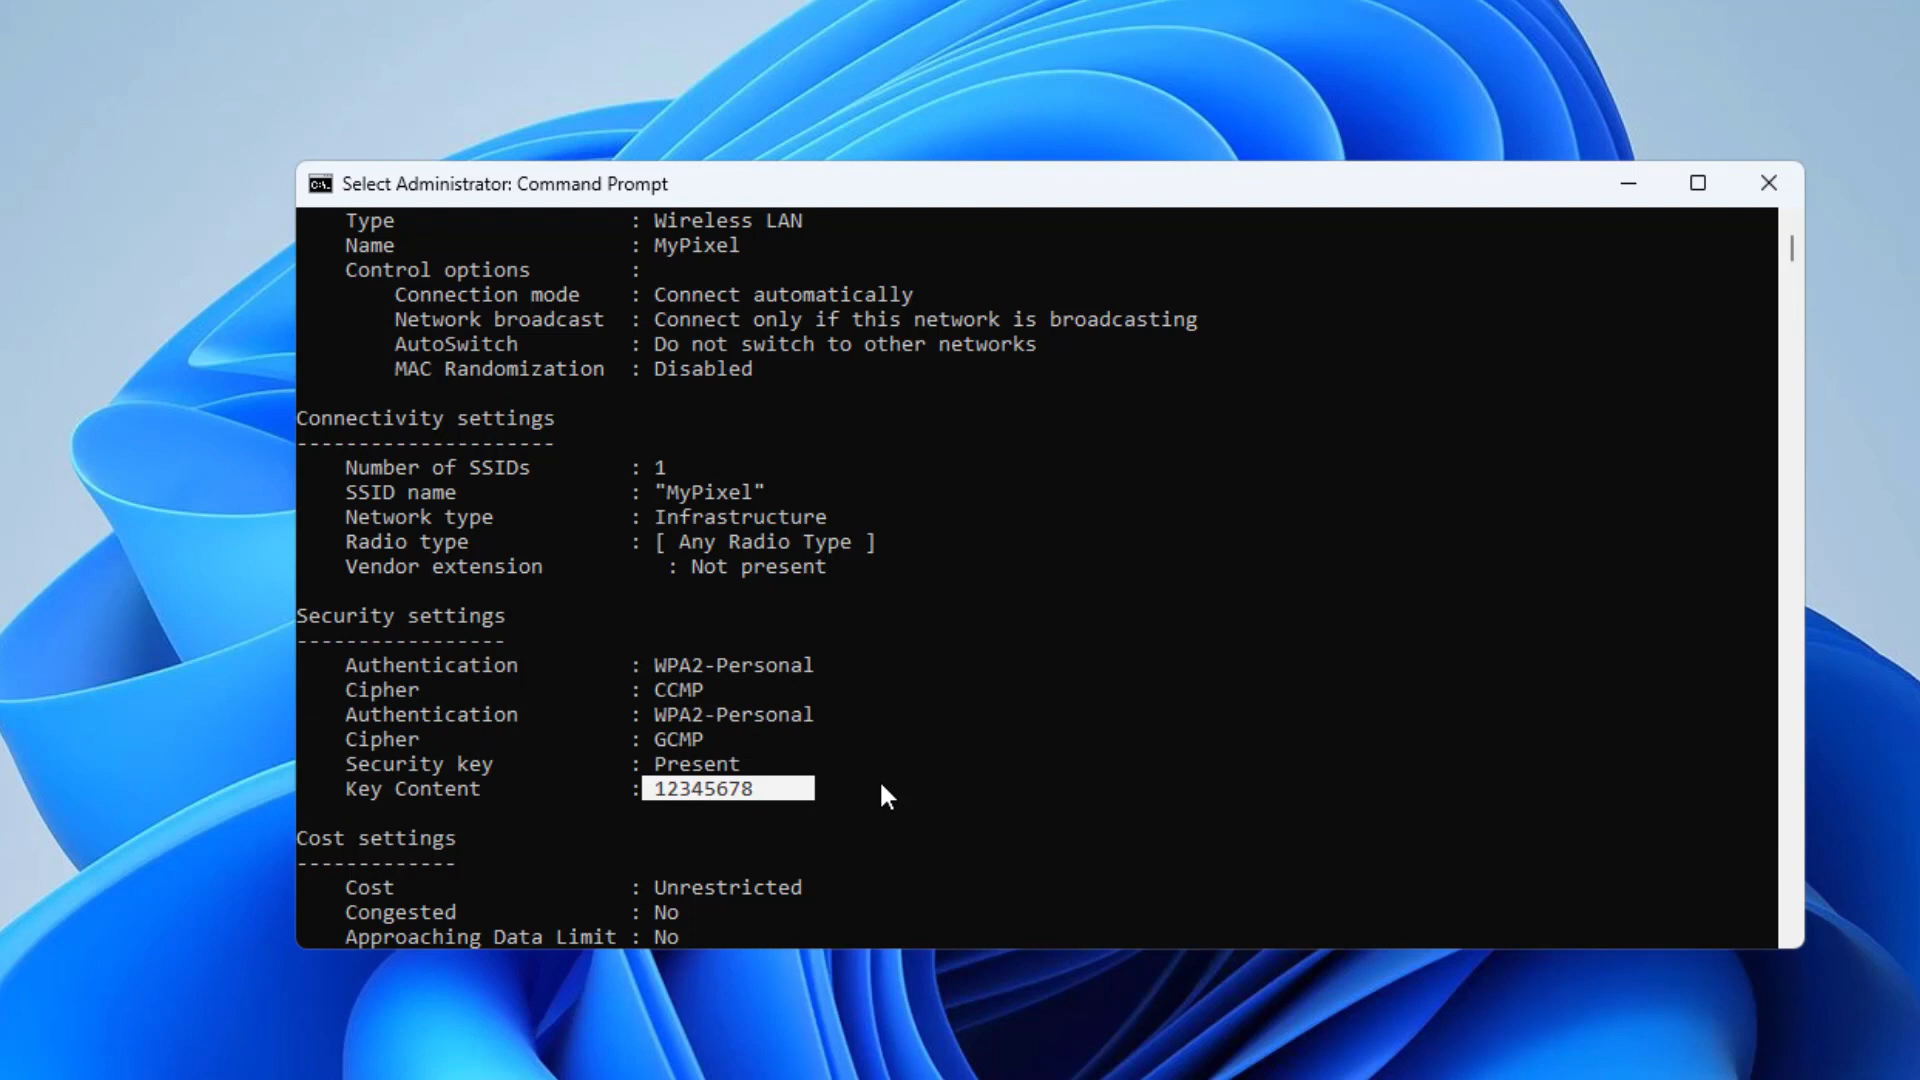 Select Administrator: Command Prompt
Type : Wireless LAN
Name : MyPixel
Control options :
Connection mode : Connect automatically
Network broadcast : Connect only if this network is broadcasting
AutoSwitch : Do not switch to other networks
MAC Randomization : Disabled
Connectivity settings
---------------------
Number of SSIDs : 1
SSID name : "MyPixel"
Network type : Infrastructure
Radio type : [ Any Radio Type ]
Vendor extension : Not present
Security settings
-----------------
Authentication : WPA2-Personal
Cipher : CCMP
Authentication : WPA2-Personal
Cipher : GCMP
Security key : Present
Key Content : 12345678
Cost settings
-------------
Cost : Unrestricted
Congested : No
Approaching Data Limit : No